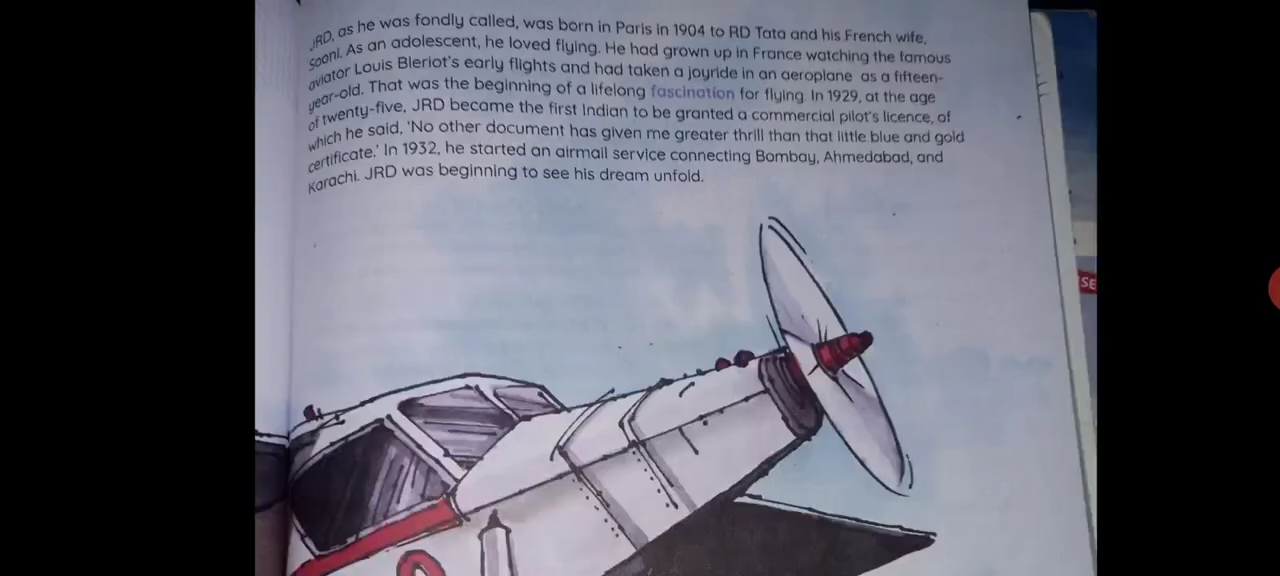 JRD, as he was fondly called, was born in Paris in 1904 to RD Tata and his French wife,
Sooni. As an adolescent, he loved flying. He had grown up in France watching the famous
aviator Louis Bleriot's early flights and had taken a joyride in an aeroplane as a fifteen-
year-old. That was the beginning of a lifelong fascination for flying. In 1929, at the age
of twenty-five, JRD became the first Indian to be granted a commercial pilot's licence, of
which he said, 'No other document has given me greater thrill than that little blue and gold
certificate.' In 1932, he started an airmail service connecting Bombay, Ahmedabad, and
Karachi. JRD was beginning to see his dream unfold.
SE